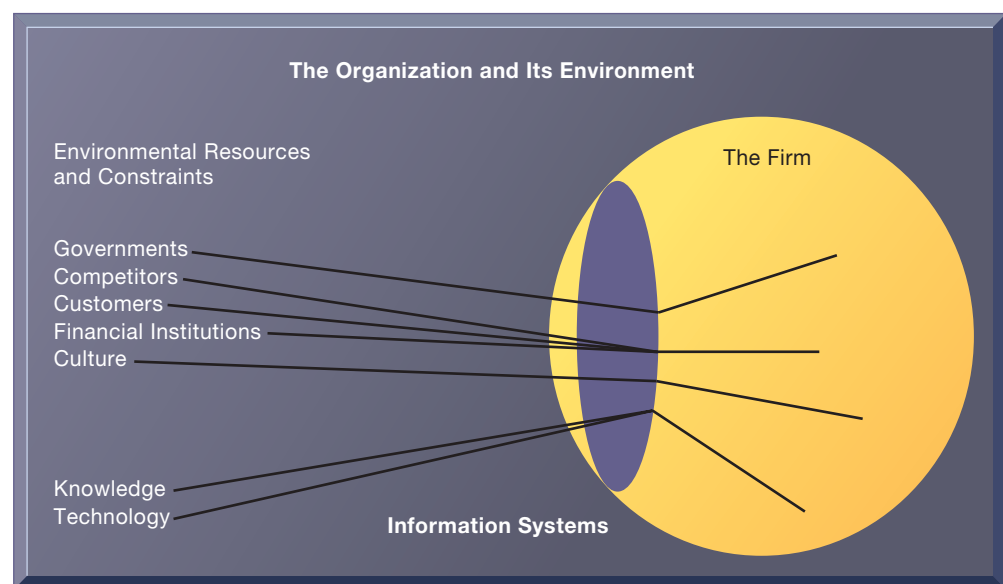 The Organization and Its Environment
Environmental Resources
and Constraints
The Firm
Governments
Competitors
Customers
Financial Institutions
Culture
Knowledge
Technology
Information Systems